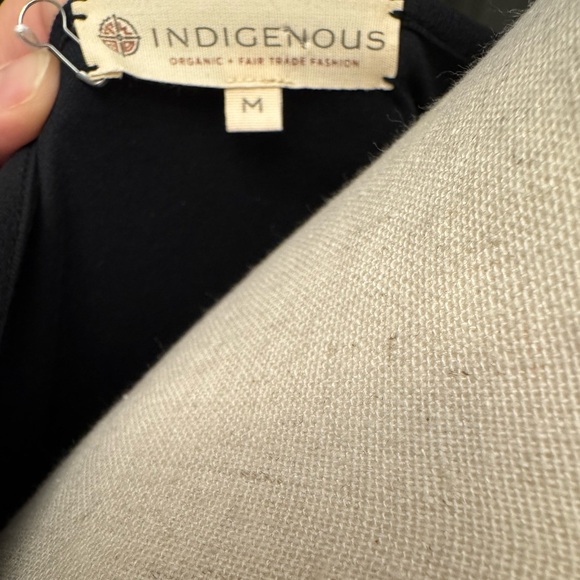 INDIGENOUS
ORGANIC + FAIR TRADE FASHION
M